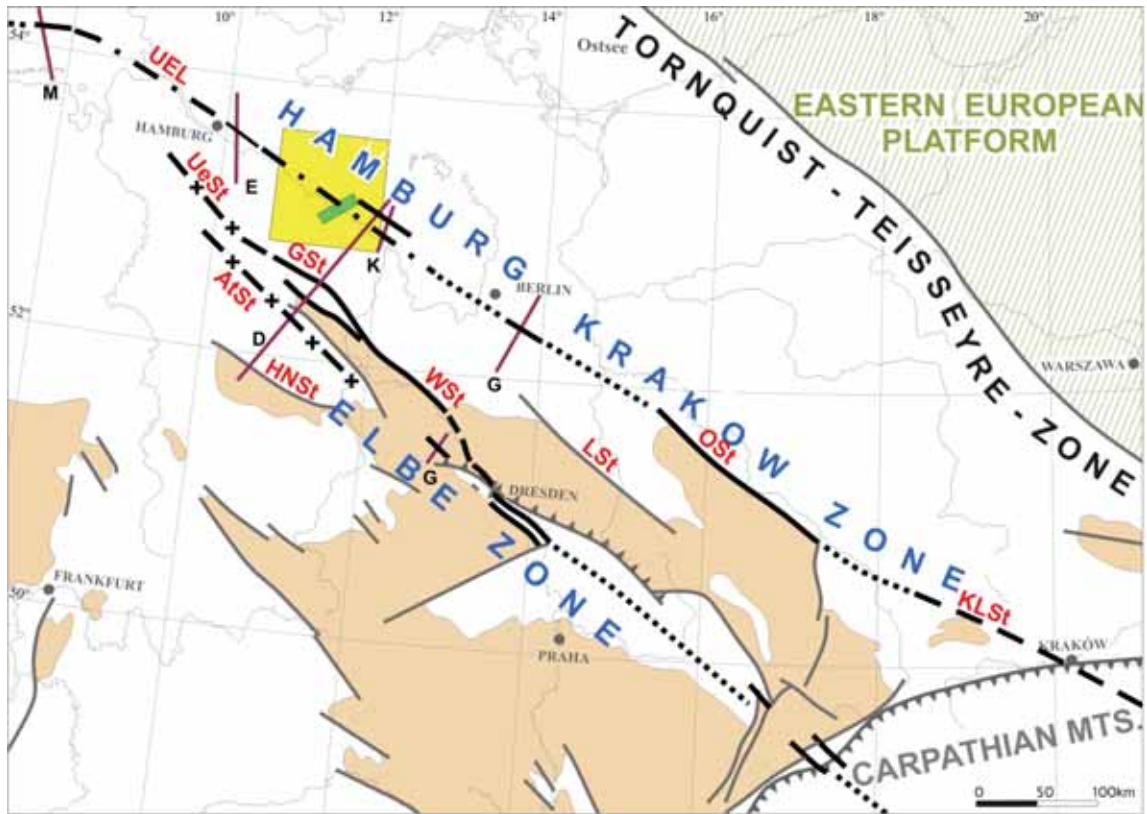 10°
12°
14°
16°
18°
20°
54°
52°
50°
Ostsee
TORNQUIST - TEISSEYRE - ZONE
EASTERN EUROPEAN
PLATFORM
UEL
M
HAMBURG
HAMBURG KRAKOW ZONE
E
UeSt
GSt
K
AtSt
BERLIN
D
G
WARSZAWA
HNSt
WSt
ELBE ZONE
LSt
OSt
G
DRESDEN
FRANKFURT
PRAHA
KLSt
KRAKÓW
CARPATHIAN MTS.
0 50 100km